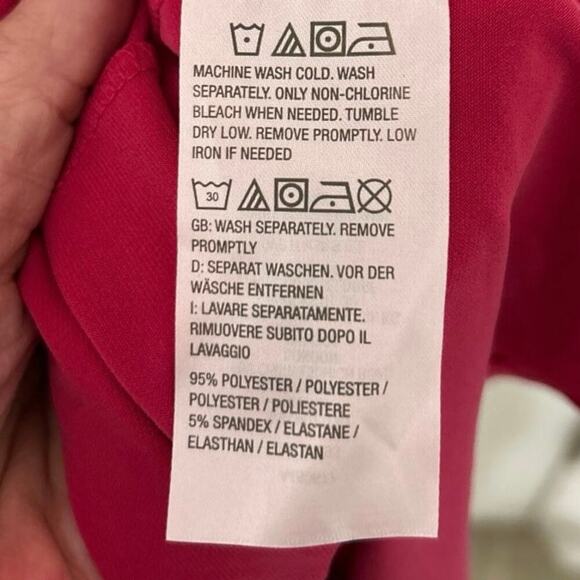 MACHINE WASH COLD. WASH
SEPARATELY. ONLY NON-CHLORINE
BLEACH WHEN NEEDED. TUMBLE
DRY LOW. REMOVE PROMPTLY. LOW
IRON IF NEEDED
30
GB: WASH SEPARATELY. REMOVE
PROMPTLY
D: SEPARAT WASCHEN. VOR DER
WÄSCHE ENTFERNEN
I: LAVARE SEPARATAMENTE.
RIMUOVERE SUBITO DOPO IL
LAVAGGIO
95% POLYESTER / POLYESTER /
POLYESTER / POLIESTERE
5% SPANDEX / ELASTANE /
ELASTHAN / ELASTAN